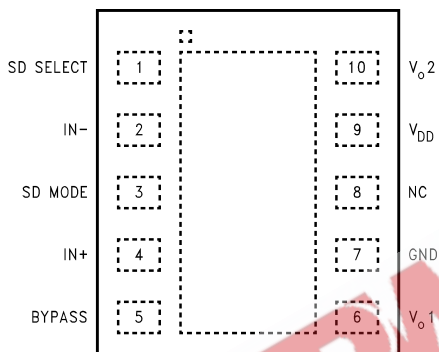 SD SELECT 1 10 Vo2
IN- 2 9 VDD
SD MODE 3 8 NC
IN+ 4 7 GND
BYPASS 5 6 Vo1